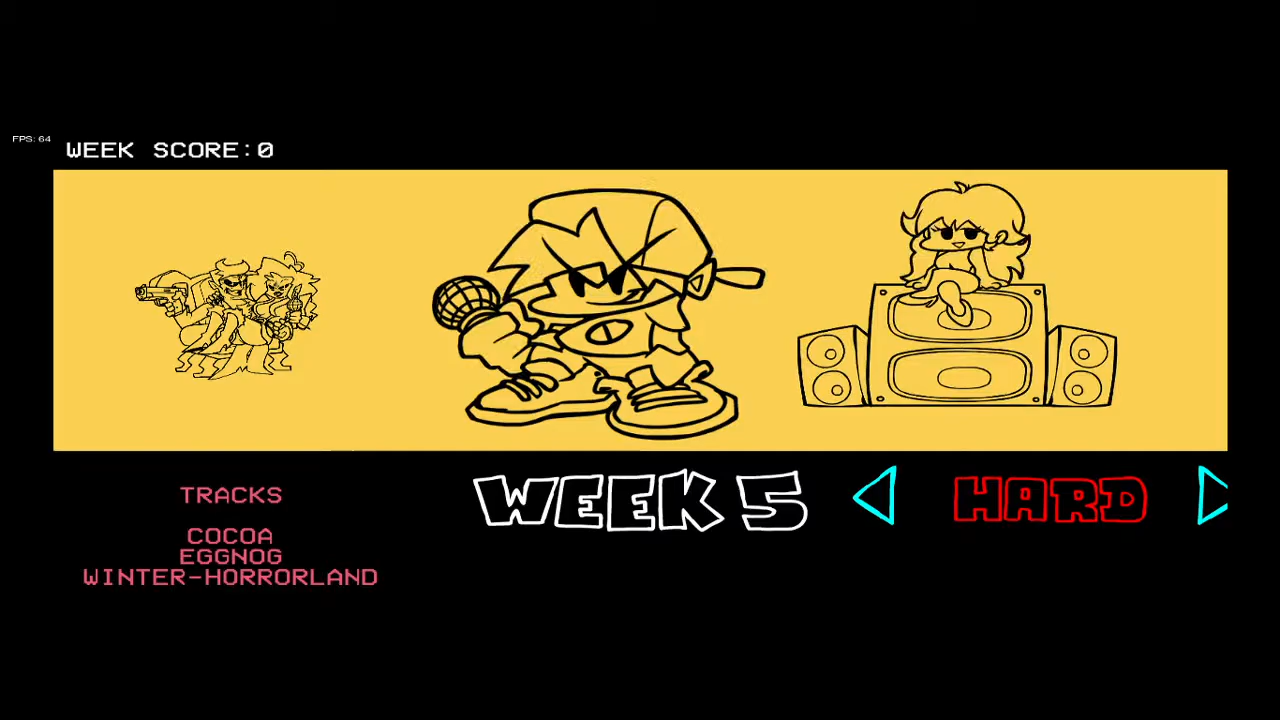 FPS: 64
WEEK SCORE:0
TRACKS
COCOA
EGGNOG
WINTER-HORRORLAND
WEEK 5
HARD